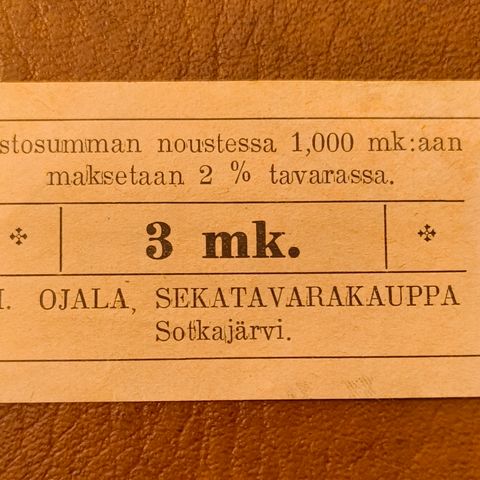 stosumman noustessa 1,000 mk:aan
maksetaan 2 % tavarassa.
3 mk.
OJALA, SEKATAVARAKAUPPA
Sotkajärvi.